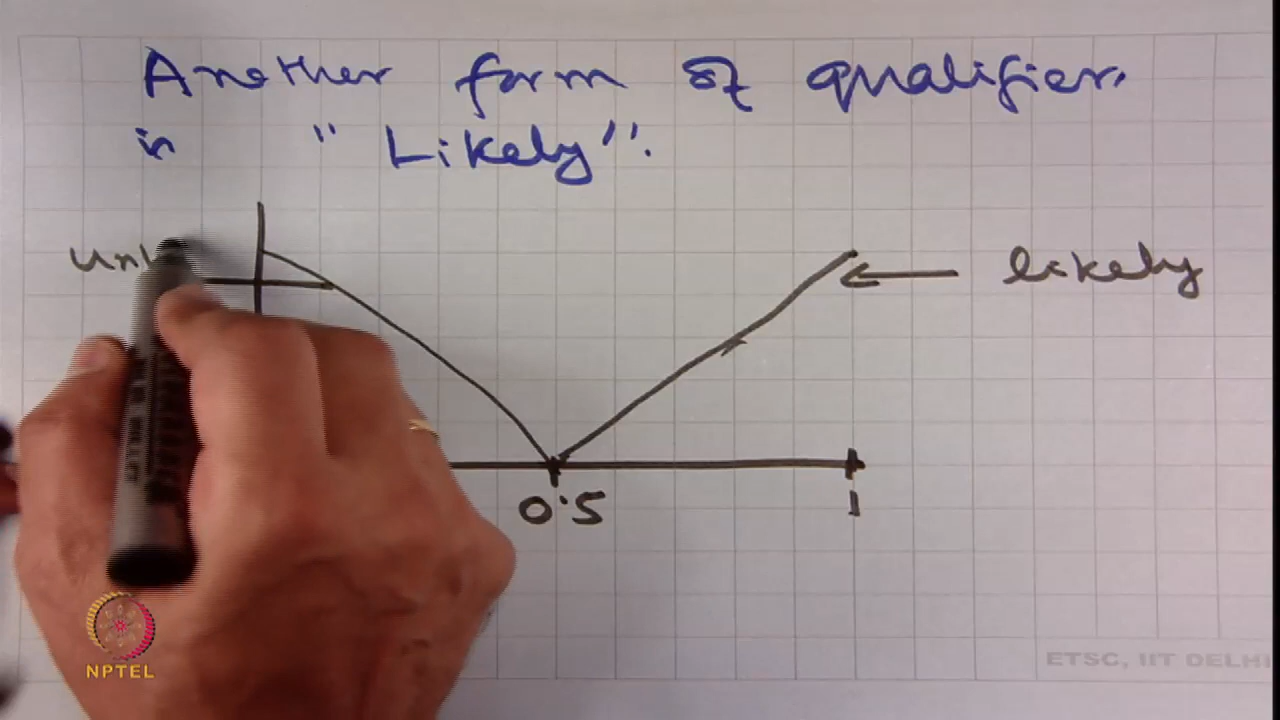 Another form of qualifier
is "Likely".
likely
0.5
1
NPTEL
ETSC, IIT DELHI